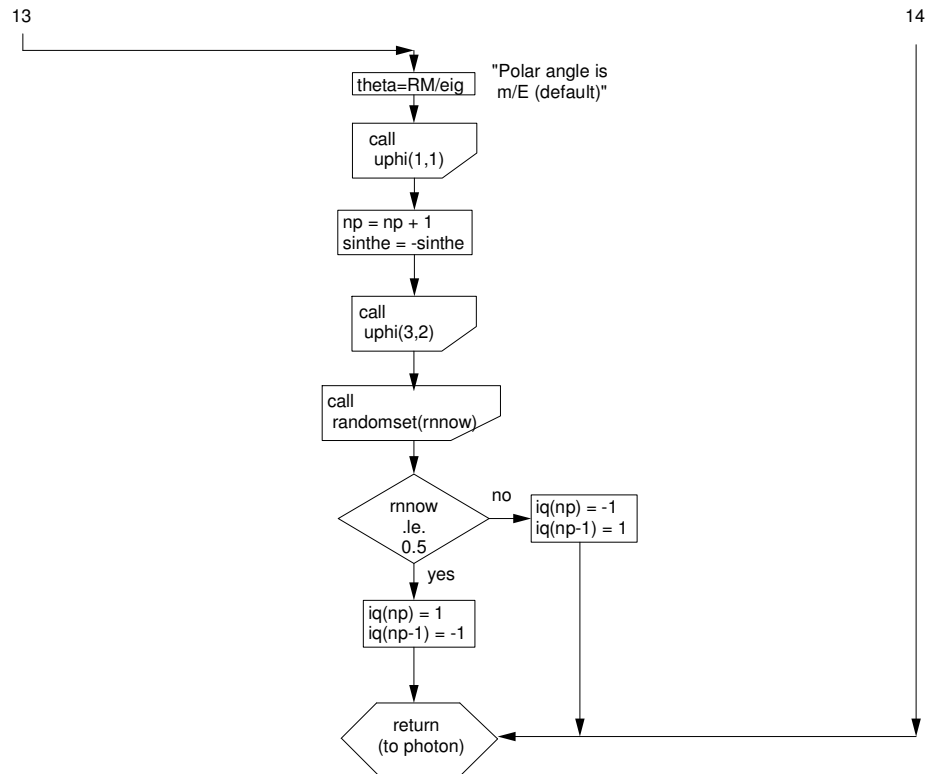 13
14
theta=RM/eig
"Polar angle is
m/E (default)"
call
uphi(1,1)
np = np + 1
sinthe = -sinthe
call
uphi(3,2)
call
randomset(rnnow)
rnnow
.le.
0.5
no
iq(np) = -1
iq(np-1) = 1
yes
iq(np) = 1
iq(np-1) = -1
return
(to photon)